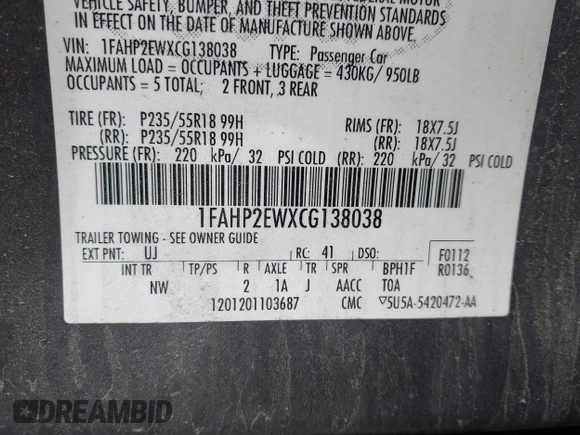 VEHICLE SAFETY, BUMPER, AND THEFT PREVENTION STANDARDS
IN EFFECT ON THE DATE OF MANUFACTURE SHOWN ABOVE.
VIN: 1FAHP2EWXCG138038 TYPE: Passenger Car
MAXIMUM LOAD = OCCUPANTS + LUGGAGE = 430KG/ 950LB
OCCUPANTS = 5 TOTAL; 2 FRONT, 3 REAR
TIRE (FR): P235/55R18 99H RIMS (FR): 18X7.5J
(RR): P235/55R18 99H (RR): 18X7.5J
PRESSURE (FR): 220 kPa/ 32 PSI COLD (RR): 220 kPa/ 32 PSI COLD
1FAHP2EWXCG138038
TRAILER TOWING - SEE OWNER GUIDE
EXT PNT: UJ RC: 41 DSO: F0112
INT TR TP/PS R AXLE TR SPR BPH1F R0136
NW 2 1A J AACC TOA
1201201103687 CMC ▽5U5A-5420472-AA
DREAMBID